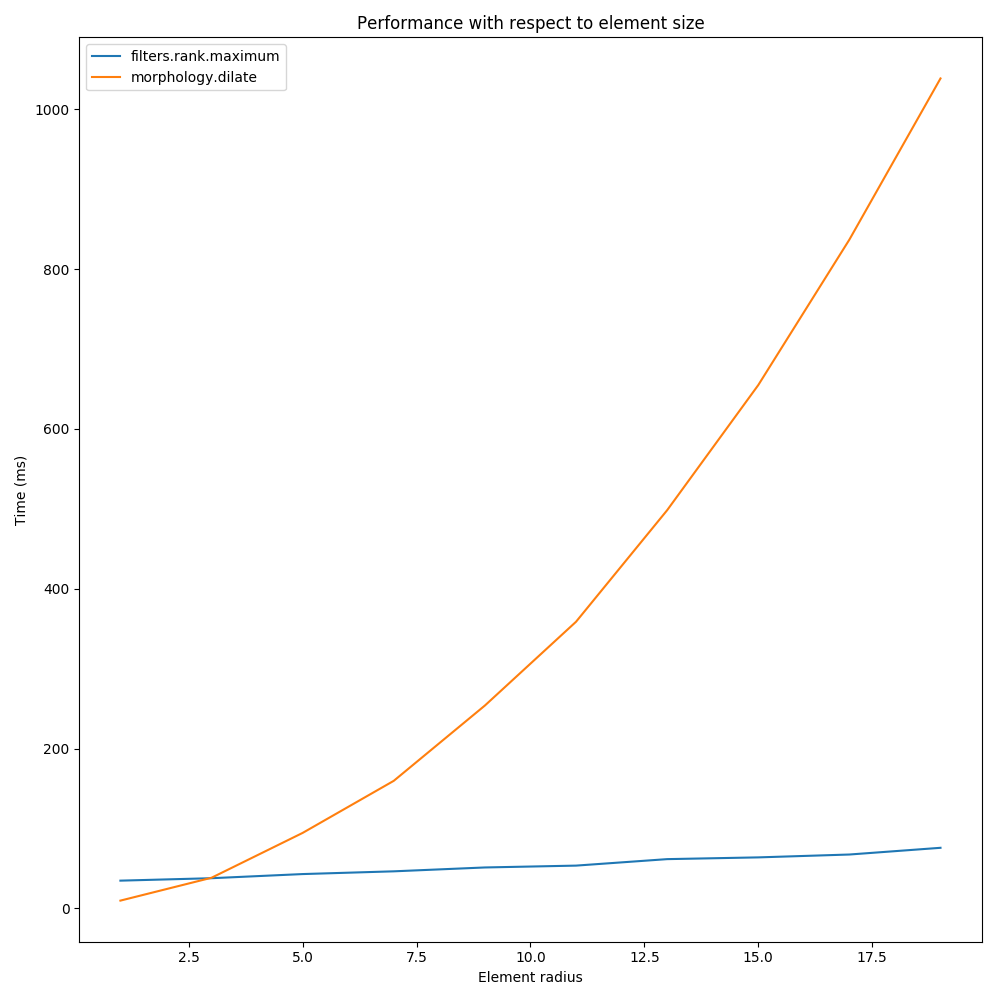 Performance with respect to element size
filters.rank.maximum
morphology.dilate
1000
800
600
400
200
0
Time (ms)
2.5 5.0 7.5 10.0 12.5 15.0 17.5
Element radius